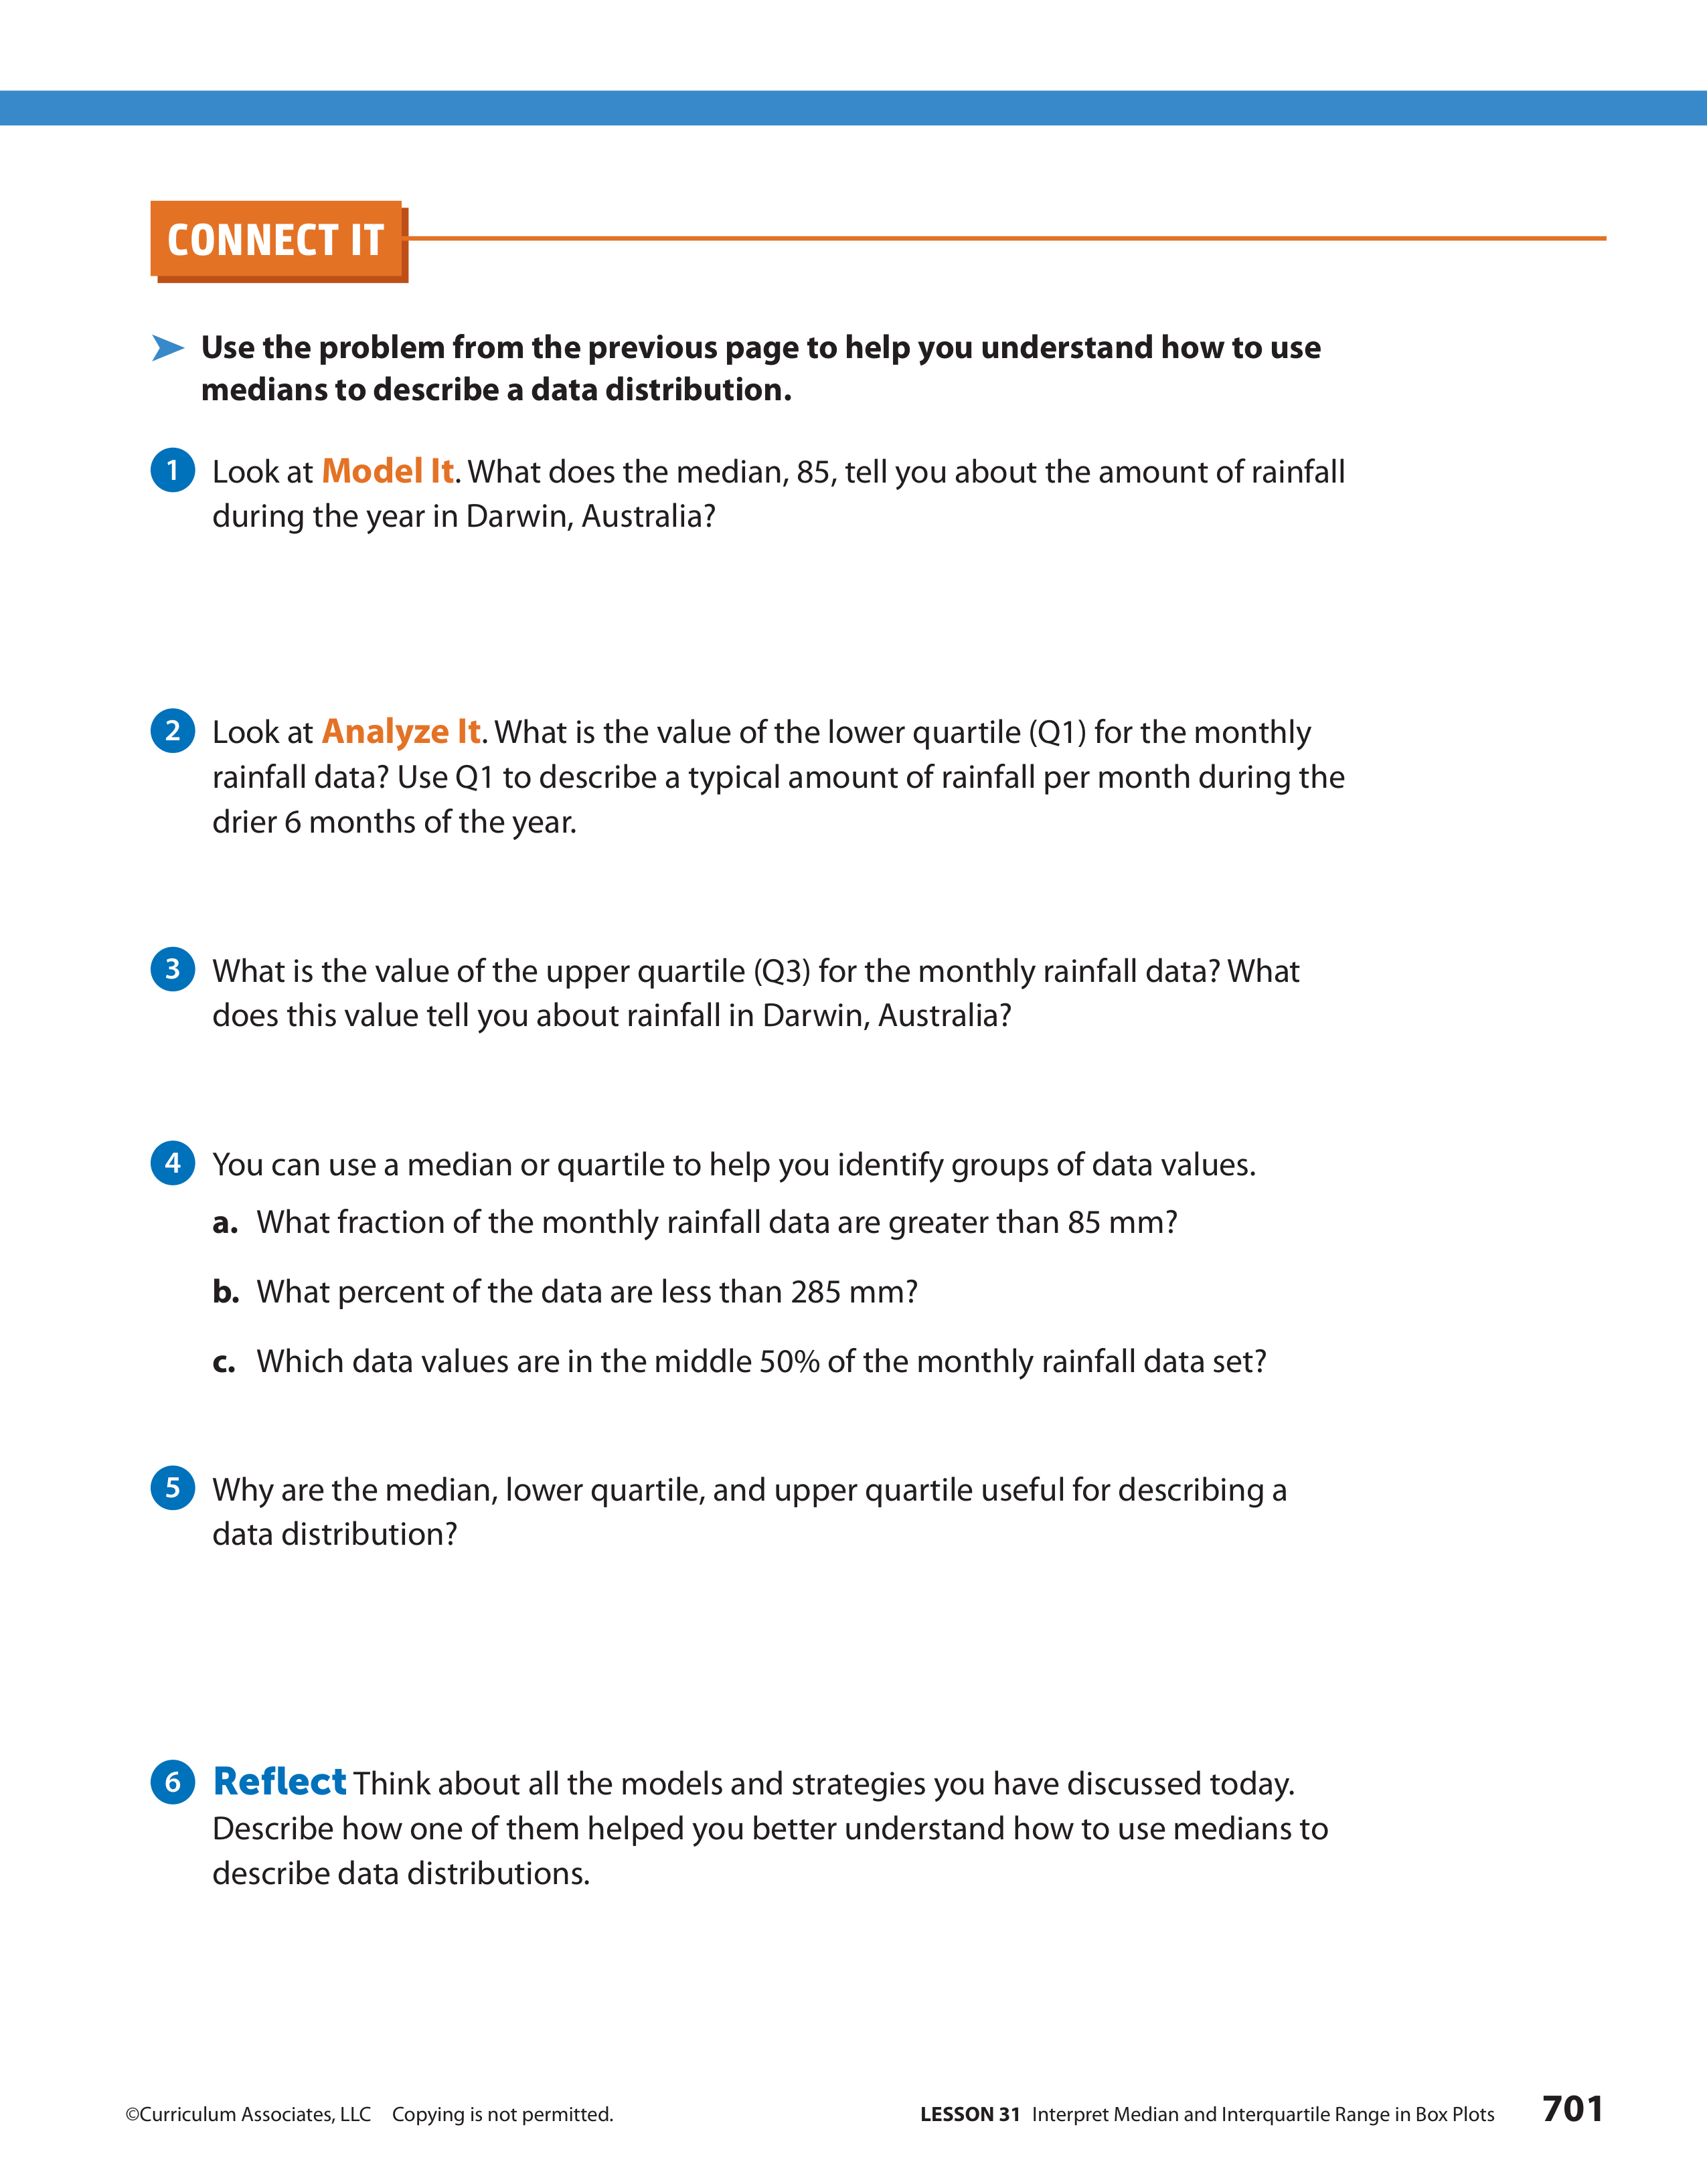 CONNECT IT
Use the problem from the previous page to help you understand how to use
medians to describe a data distribution.
1 Look at Model It. What does the median, 85, tell you about the amount of rainfall
during the year in Darwin, Australia?
2 Look at Analyze It. What is the value of the lower quartile (Q1) for the monthly
rainfall data? Use Q1 to describe a typical amount of rainfall per month during the
drier 6 months of the year.
3 What is the value of the upper quartile (Q3) for the monthly rainfall data? What
does this value tell you about rainfall in Darwin, Australia?
4 You can use a median or quartile to help you identify groups of data values.
a. What fraction of the monthly rainfall data are greater than 85 mm?
b. What percent of the data are less than 285 mm?
c. Which data values are in the middle 50% of the monthly rainfall data set?
5 Why are the median, lower quartile, and upper quartile useful for describing a
data distribution?
6 Reflect Think about all the models and strategies you have discussed today.
Describe how one of them helped you better understand how to use medians to
describe data distributions.
©Curriculum Associates, LLC Copying is not permitted.
LESSON 31 Interpret Median and Interquartile Range in Box Plots 701